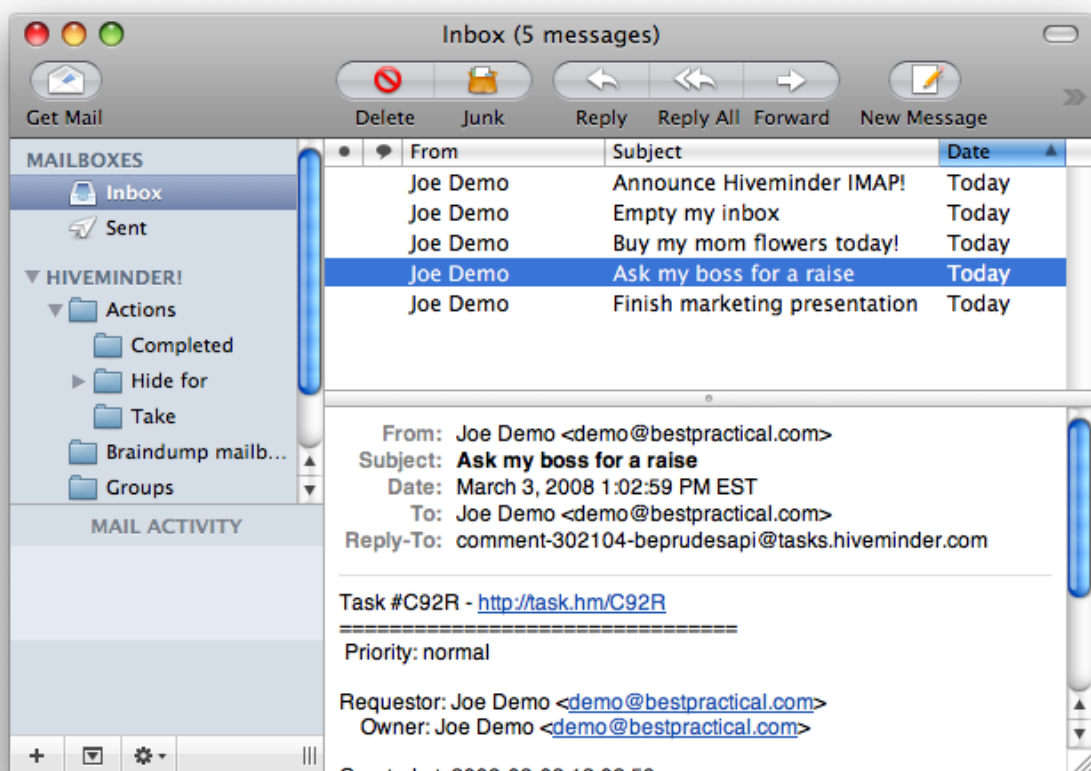 Inbox (5 messages)
Get Mail
Delete Junk Reply Reply All Forward New Message
MAILBOXES
Inbox
Sent
HIVEMINDER!
Actions
Completed
Hide for
Take
Braindump mailb...
Groups
MAIL ACTIVITY
From Subject Date
Joe Demo Announce Hiveminder IMAP! Today
Joe Demo Empty my inbox Today
Joe Demo Buy my mom flowers today! Today
Joe Demo Ask my boss for a raise Today
Joe Demo Finish marketing presentation Today
From: Joe Demo <demo@bestpractical.com>
Subject: Ask my boss for a raise
Date: March 3, 2008 1:02:59 PM EST
To: Joe Demo <demo@bestpractical.com>
Reply-To: comment-302104-beprudesapi@tasks.hiveminder.com
Task #C92R - http://task.hm/C92R
=================================
Priority: normal
Requestor: Joe Demo <demo@bestpractical.com>
Owner: Joe Demo <demo@bestpractical.com>